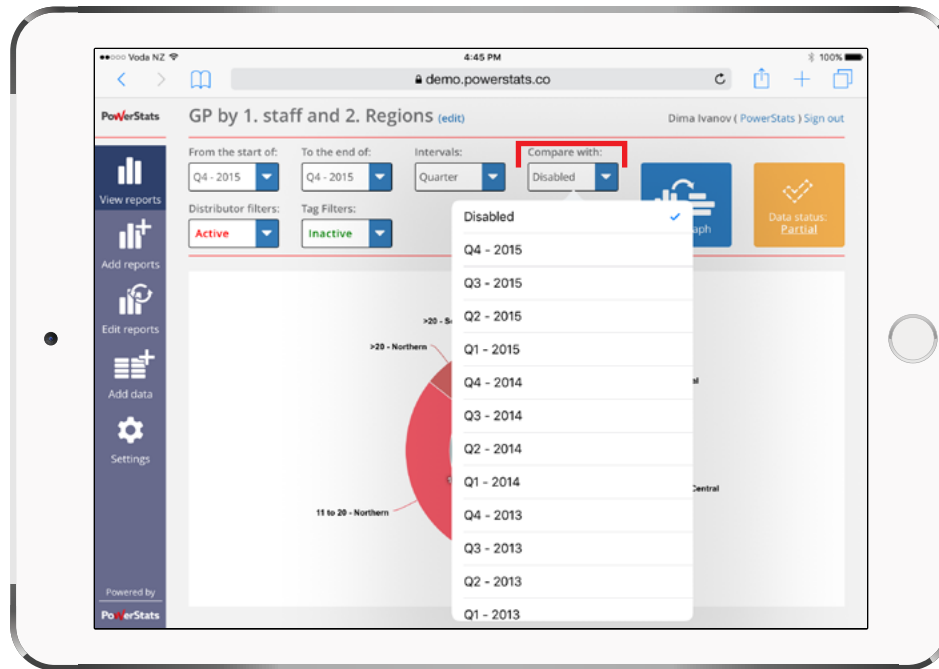 Voda NZ
4:45 PM
100%
demo.powerstats.co
PoWerStats
GP by 1. staff and 2. Regions (edit)
Dima Ivanov ( PowerStats ) Sign out
From the start of:
To the end of:
Intervals:
Compare with:
Q4 - 2015
Q4 - 2015
Quarter
Disabled
Distributor filters:
Tag Filters:
Active
Inactive
Data status:
Partial
View reports
Add reports
Edit reports
Add data
Settings
Powered by
PoWerStats
Disabled
Q4 - 2015
Q3 - 2015
Q2 - 2015
Q1 - 2015
Q4 - 2014
Q3 - 2014
Q2 - 2014
Q1 - 2014
Q4 - 2013
Q3 - 2013
Q2 - 2013
Q1 - 2013
>20 - Northern
11 to 20 - Northern
Central